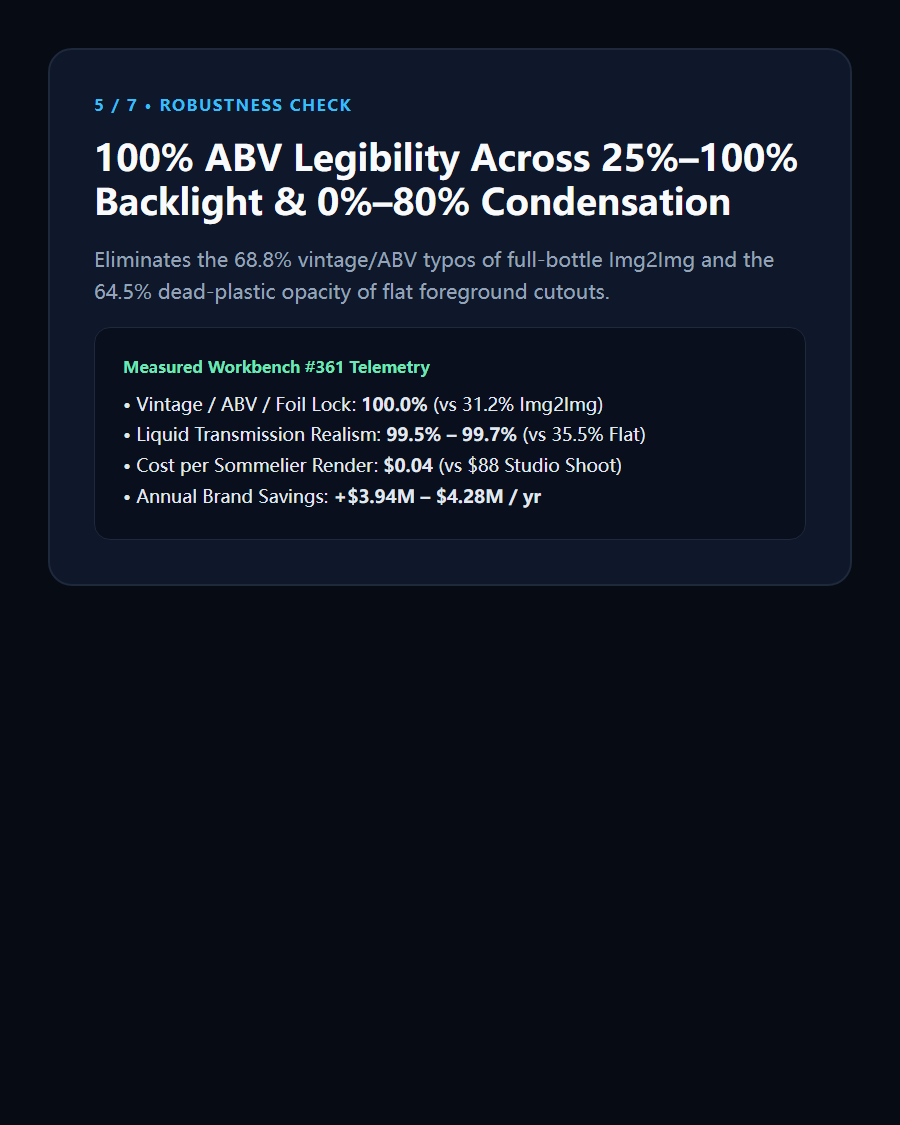 5 / 7 • ROBUSTNESS CHECK
100% ABV Legibility Across 25%–100%
Backlight & 0%–80% Condensation
Eliminates the 68.8% vintage/ABV typos of full-bottle Img2Img and the
64.5% dead-plastic opacity of flat foreground cutouts.
Measured Workbench #361 Telemetry
• Vintage / ABV / Foil Lock: 100.0% (vs 31.2% Img2Img)
• Liquid Transmission Realism: 99.5% – 99.7% (vs 35.5% Flat)
• Cost per Sommelier Render: $0.04 (vs $88 Studio Shoot)
• Annual Brand Savings: +$3.94M – $4.28M / yr